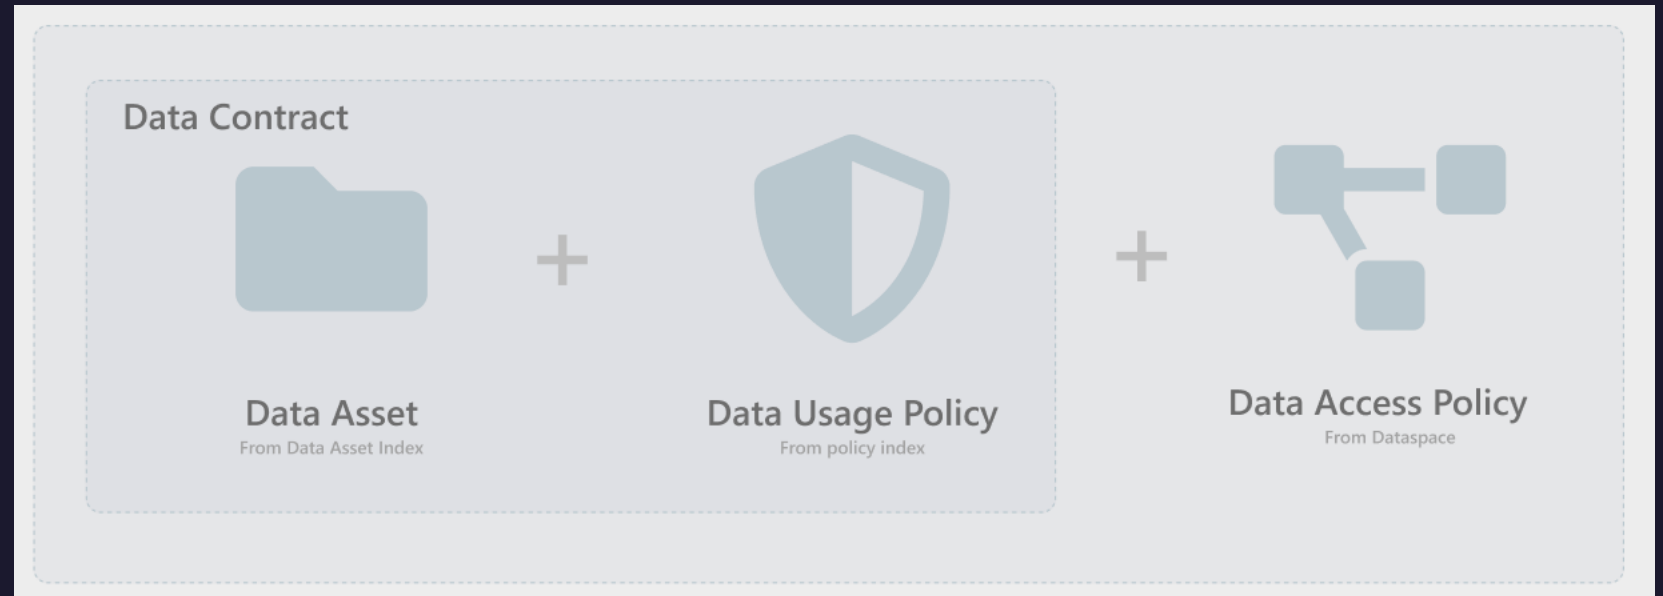 Data Contract
Data Asset
From Data Asset Index
Data Usage Policy
From policy index
Data Access Policy
From Dataspace